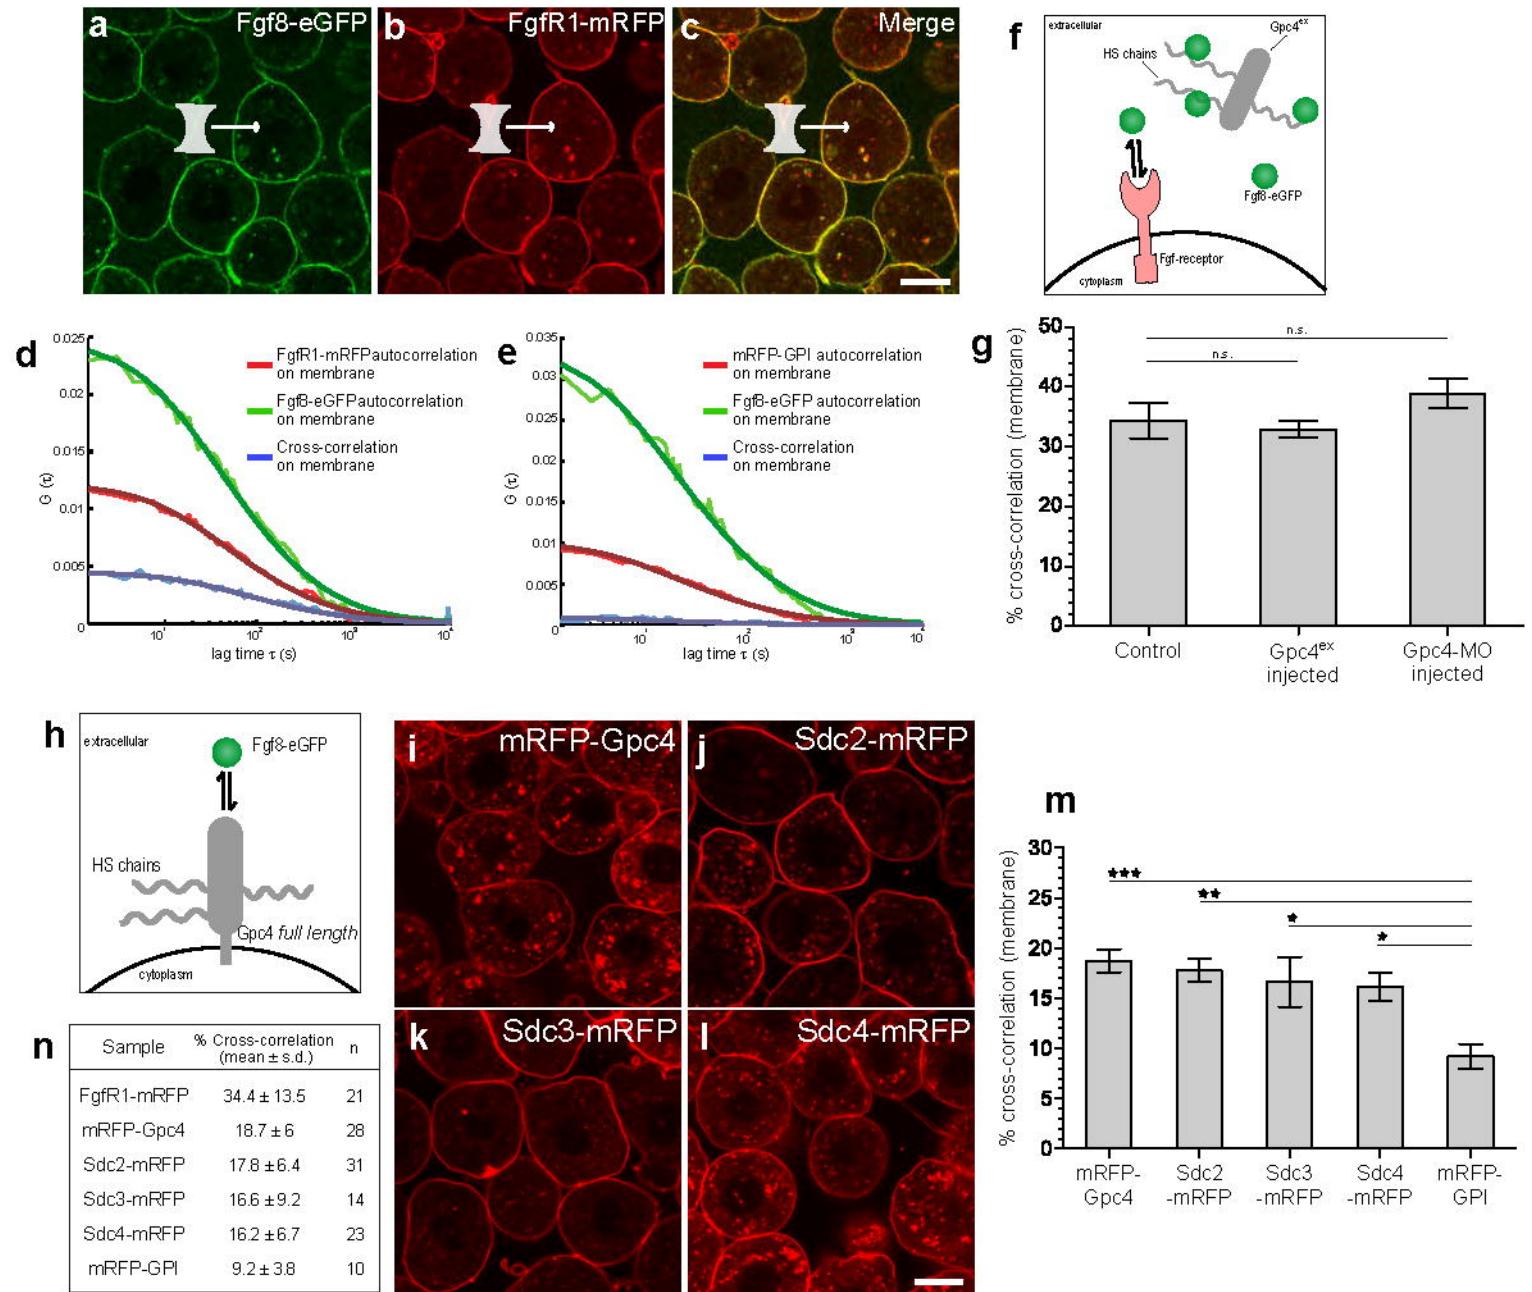 a Fgf8-eGFP
b FgfR1-mRFP
c Merge
f
extracellular
Gpc4ex
HS chains
Fgf8-eGFP
Fgf-receptor
cytoplasm
d
0.025
0.02
0.015
0.01
0.005
0
G (τ)
FgfR1-mRFPautocorrelation
on membrane
Fgf8-eGFPautocorrelation
on membrane
Cross-correlation
on membrane
lag time τ (s)
e
0.035
0.03
0.025
0.02
0.015
0.01
0.005
0
G (τ)
mRFP-GPI autocorrelation
on membrane
Fgf8-eGFP autocorrelation
on membrane
Cross-correlation
on membrane
lag time τ (s)
g
% cross-correlation (membrane)
50
40
30
20
10
0
n.s.
n.s.
Control
Gpc4ex
injected
Gpc4-MO
injected
h
extracellular
Fgf8-eGFP
HS chains
Gpc4 full length
cytoplasm
i mRFP-Gpc4
j Sdc2-mRFP
k Sdc3-mRFP
l Sdc4-mRFP
m
% cross-correlation (membrane)
30
25
20
15
10
5
0
★★★
★★
★
★
mRFP-
Gpc4
Sdc2
-mRFP
Sdc3
-mRFP
Sdc4
-mRFP
mRFP-
GPI
n
Sample % Cross-correlation (mean ± s.d.) n
FgfR1-mRFP 34.4 ± 13.5 21
mRFP-Gpc4 18.7 ± 6 28
Sdc2-mRFP 17.8 ±6.4 31
Sdc3-mRFP 16.6 ±9.2 14
Sdc4-mRFP 16.2 ±6.7 23
mRFP-GPI 9.2 ± 3.8 10